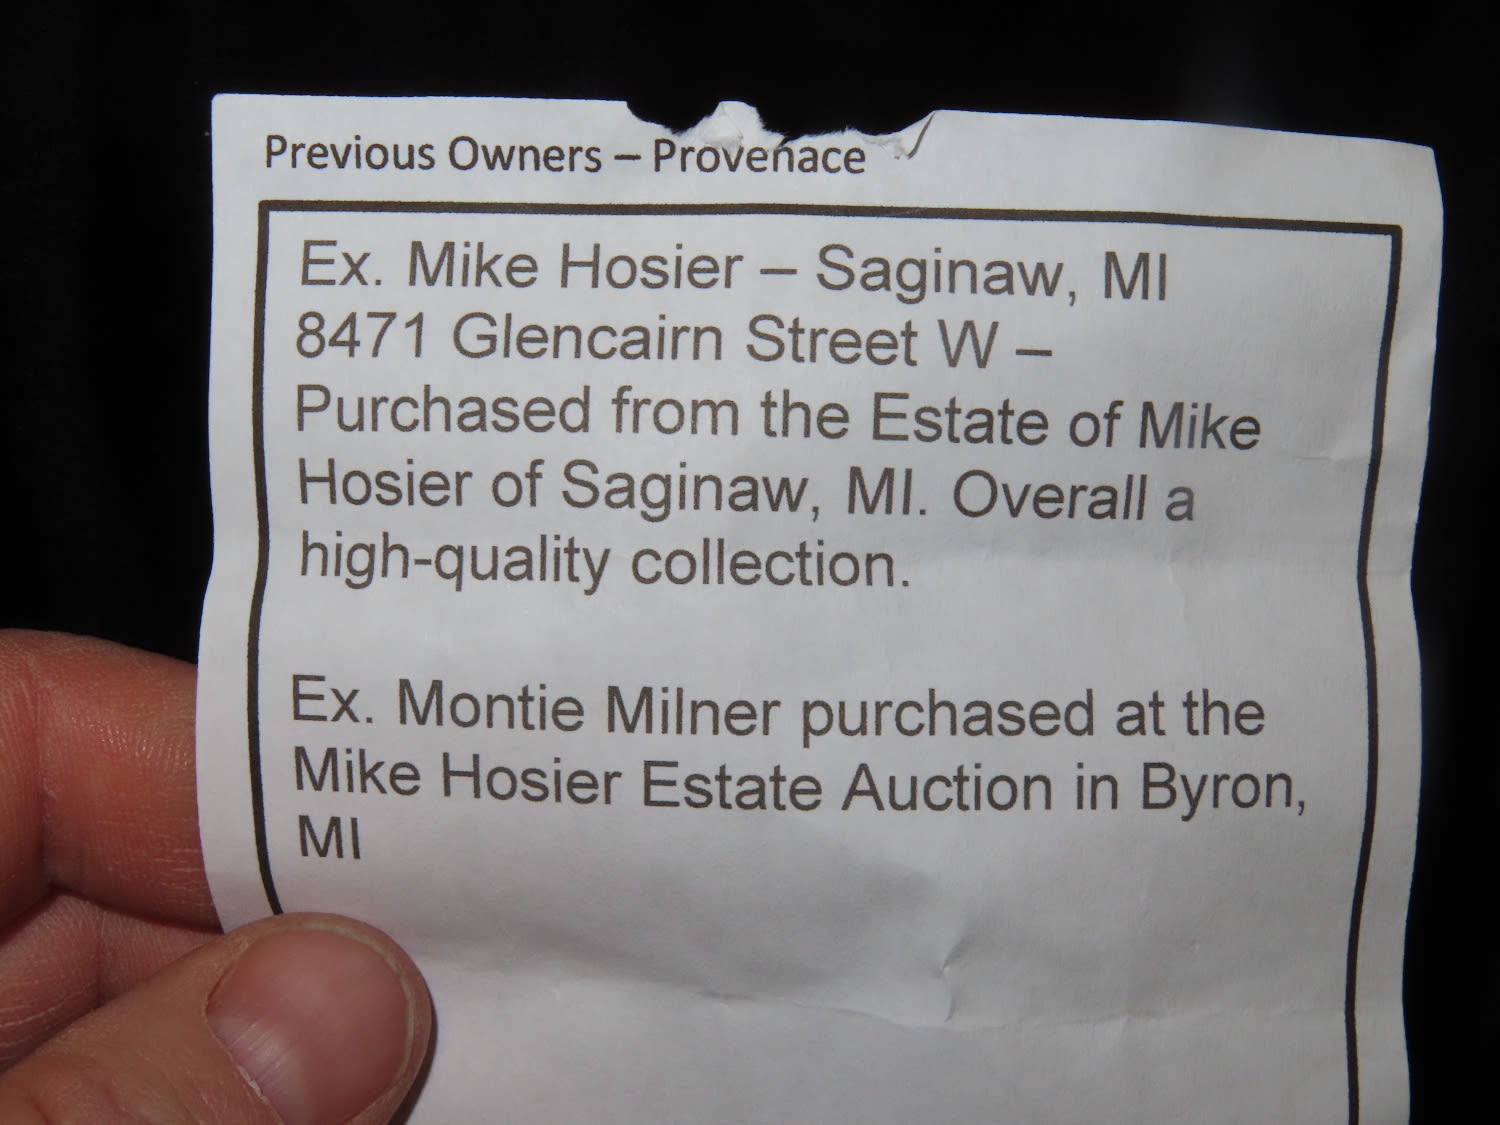 Previous Owners – Provenace
Ex. Mike Hosier – Saginaw, MI
8471 Glencairn Street W –
Purchased from the Estate of Mike
Hosier of Saginaw, MI. Overall a
high-quality collection.
Ex. Montie Milner purchased at the
Mike Hosier Estate Auction in Byron,
MI